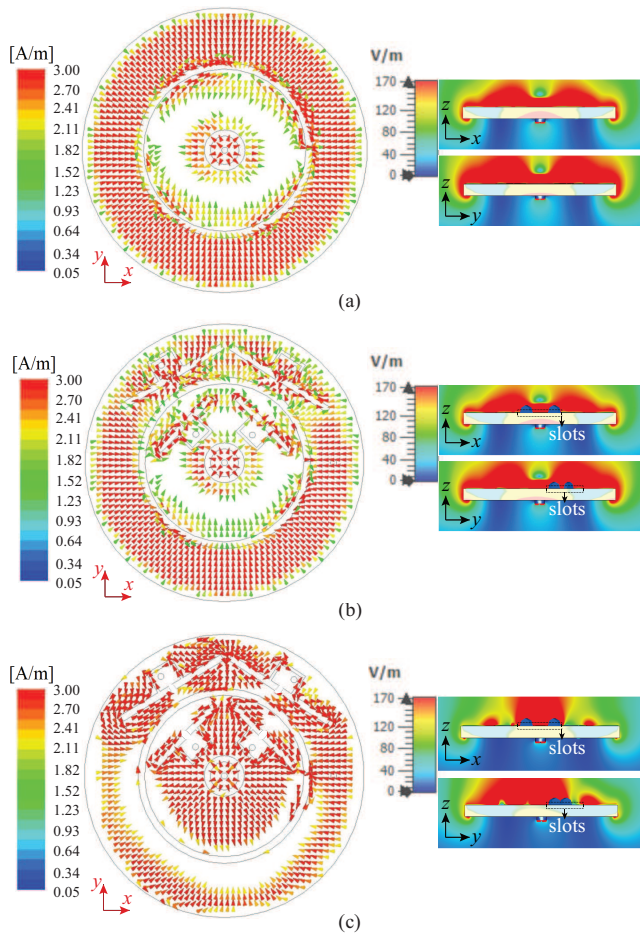 [A/m]
3.00
2.70
2.41
2.11
1.82
1.52
1.23
0.93
0.64
0.34
0.05
y
x
V/m
170
120
80
40
0
z
x
z
y
(a)
[A/m]
3.00
2.70
2.41
2.11
1.82
1.52
1.23
0.93
0.64
0.34
0.05
y
x
V/m
170
120
80
40
0
z
x
slots
z
y
slots
(b)
[A/m]
3.00
2.70
2.41
2.11
1.82
1.52
1.23
0.93
0.64
0.34
0.05
y
x
V/m
170
120
80
40
0
z
x
slots
z
y
slots
(c)